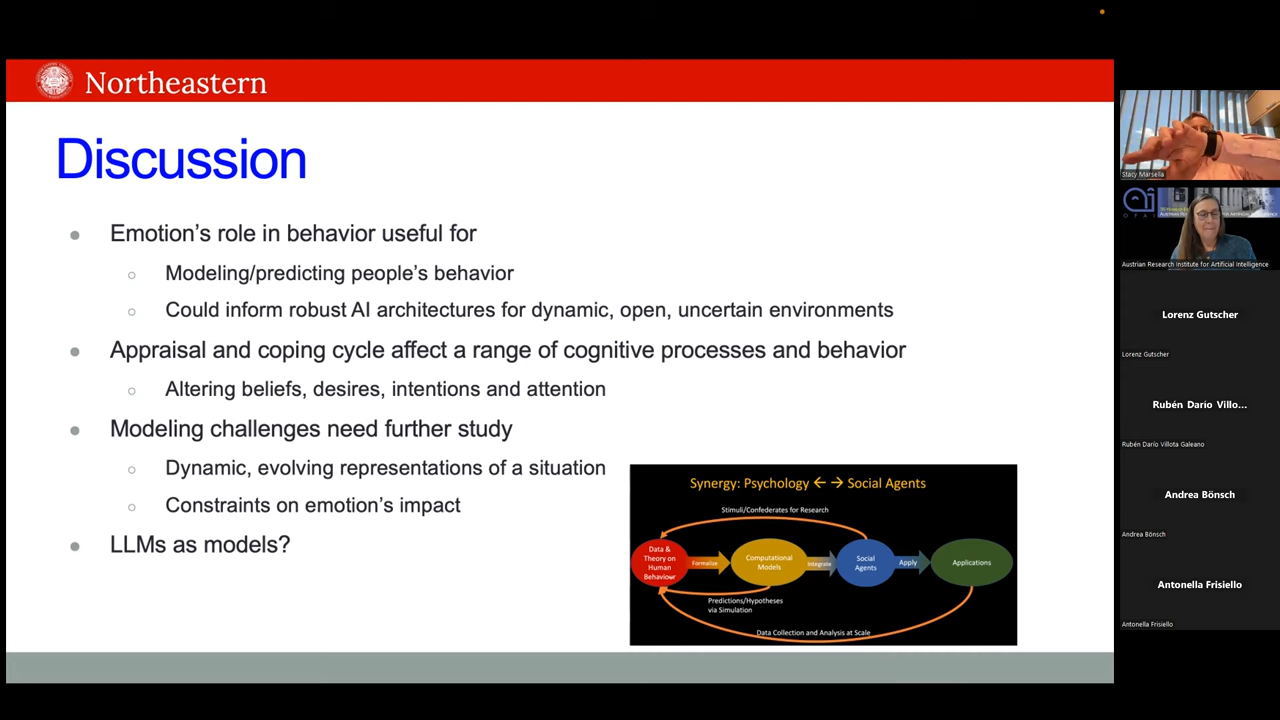 Northeastern
Discussion
Emotion's role in behavior useful for
Modeling/predicting people's behavior
Could inform robust AI architectures for dynamic, open, uncertain environments
Appraisal and coping cycle affect a range of cognitive processes and behavior
Altering beliefs, desires, intentions and attention
Modeling challenges need further study
Dynamic, evolving representations of a situation
Constraints on emotion's impact
LLMs as models?
Synergy: Psychology ← → Social Agents
Stimuli/Confederates for Research
Data &
Theory on
Human
Behaviour
Formalize
Computational
Models
Integrate
Social
Agents
Apply
Applications
Predictions/Hypotheses
via Simulation
Data Collection and Analysis at Scale
Stacy Marsella
Austrian Research Institute for Artificial Intelligence
Lorenz Gutscher
Lorenz Gutscher
Rubén Darío Villo...
Rubén Darío Villota Galeano
Andrea Bönsch
Andrea Bönsch
Antonella Frisiello
Antonella Frisiello